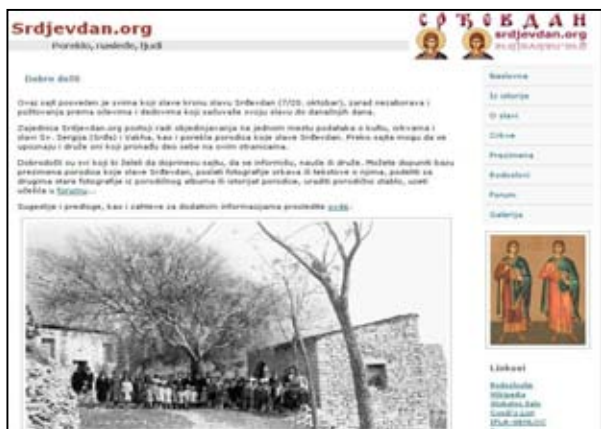 Srdjevdan.org
Poreklo, nasleđe, ljudi
СРЂЕВДАН
srdjevdan.org
Dobro došli
Ovaj sajt posvećen je svima koji slave krsnu slavu Srđevdan (7/20. oktobar), zarad nezaborava i
poštovanja prema očevima i dedovima koji sačuvaše svoju slavu do današnjih dana.
Zajednica Srdjevdan.org postoji radi objedinjavanja na jednom mestu podataka o kultu, crkvama i
slavi Sv. Sergija (Srđa) i Vakha, kao i porekla porodica koje slave Srđevdan. Preko sajta mogu da se
upoznaju i druže oni koji pronađu deo sebe na ovim stranicama.
Dobrodošli su svi koji bi želeli da doprinesu sajtu, da se informišu, nauče ili druže. Možete dopuniti bazu
prezimena porodica koje slave Srđevdan, poslati fotografije crkava ili tekstove o njima, podeliti sa
drugima stare fotografije iz porodičnog albuma ili istorijat porodice, uraditi porodično stablo, uzeti
učešća u forumu...
Sugestije i predloge, kao i zahteve za dodatnim informacijama prosledite ovde.
Naslovna
Iz istorije
O slavi
Crkve
Prezimena
Rodoslovi
Forum
Galerija
Linkovi
Rodoslovlje
Wikipedia